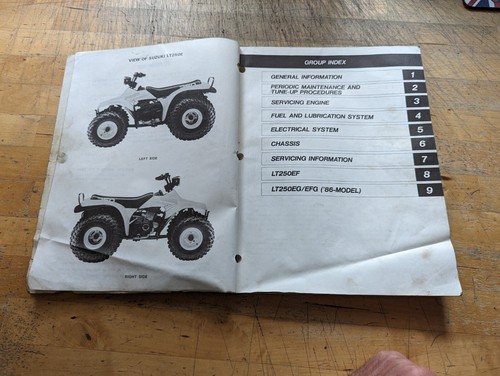 VIEW OF SUZUKI LT250E
LEFT SIDE
RIGHT SIDE
GROUP INDEX
GENERAL INFORMATION 1
PERIODIC MAINTENANCE AND
TUNE-UP PROCEDURES 2
SERVICING ENGINE 3
FUEL AND LUBRICATION SYSTEM 4
ELECTRICAL SYSTEM 5
CHASSIS 6
SERVICING INFORMATION 7
LT250EF 8
LT250EG/EFG ('86-MODEL) 9